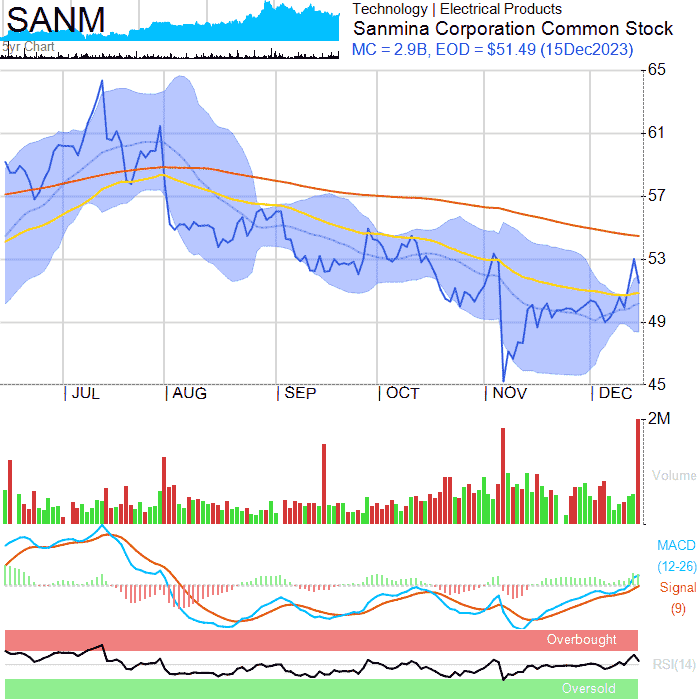 SANM
5yr Chart
Technology | Electrical Products
Sanmina Corporation Common Stock
MC = 2.9B, EOD = $51.49 (15Dec2023)
65
61
57
53
49
45
| JUL | AUG | SEP | OCT | NOV | DEC
2M
Volume
MACD
(12-26)
Signal
(9)
Overbought
RSI(14)
Oversold